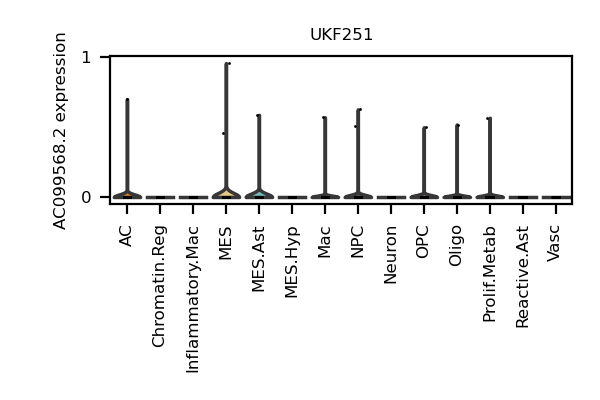 UKF251
AC099568.2 expression
1
0
AC
Chromatin.Reg
Inflammatory.Mac
MES
MES.Ast
MES.Hyp
Mac
NPC
Neuron
OPC
Oligo
Prolif.Metab
Reactive.Ast
Vasc